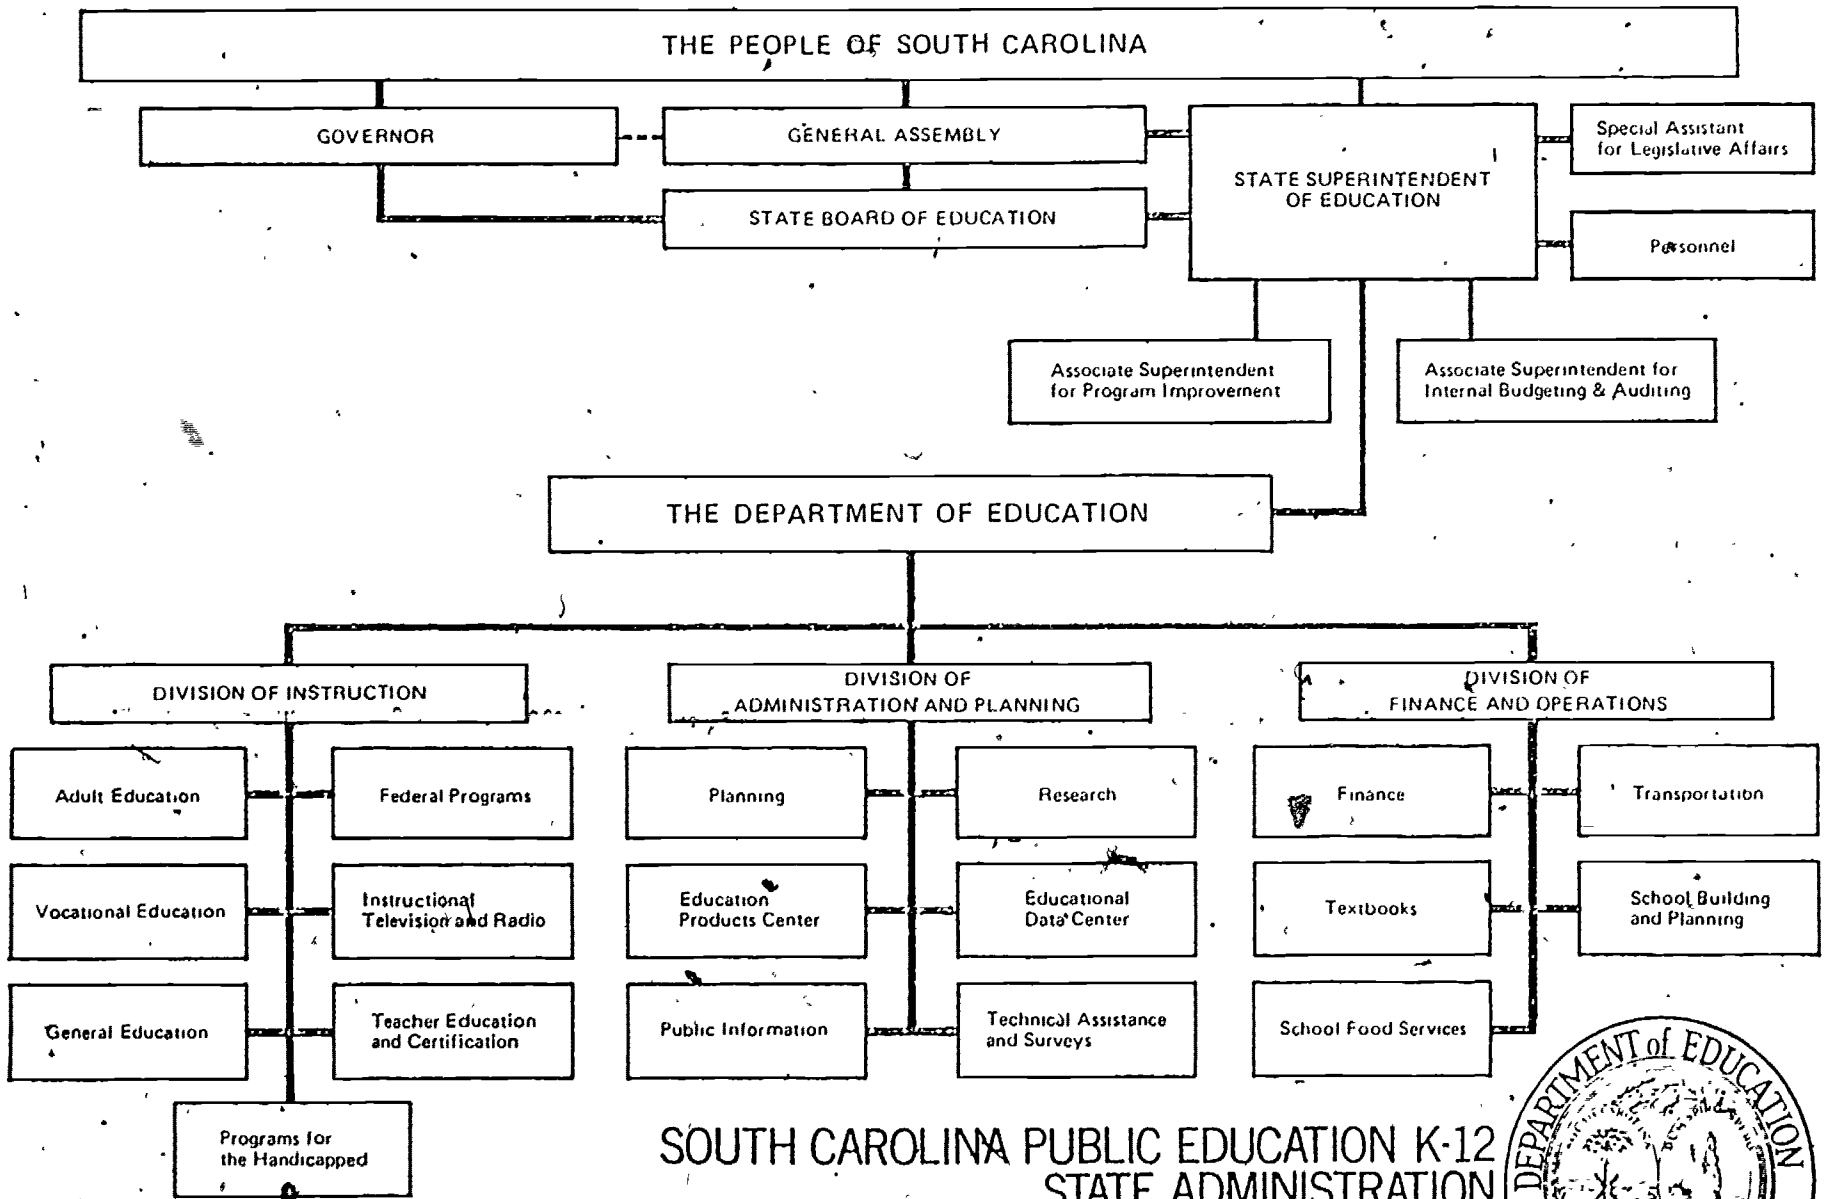 THE PEOPLE OF SOUTH CAROLINA
GOVERNOR
GENERAL ASSEMBLY
STATE BOARD OF EDUCATION
STATE SUPERINTENDENT
OF EDUCATION
Special Assistant
for Legislative Affairs
Personnel
Associate Superintendent
for Program Improvement
Associate Superintendent for
Internal Budgeting & Auditing
THE DEPARTMENT OF EDUCATION
DIVISION OF INSTRUCTION
Adult Education
Federal Programs
Vocational Education
Instructional
Television and Radio
General Education
Teacher Education
and Certification
Programs for
the Handicapped
DIVISION OF
ADMINISTRATION AND PLANNING
Planning
Research
Education
Products Center
Educational
Data Center
Public Information
Technical Assistance
and Surveys
DIVISION OF
FINANCE AND OPERATIONS
Finance
Transportation
Textbooks
School Building
and Planning
School Food Services
SOUTH CAROLINA PUBLIC EDUCATION K-12
STATE ADMINISTRATION
DEPARTMENT of EDUCATION